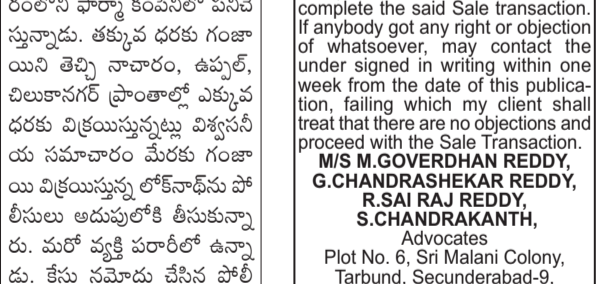 రంలోని ఫార్మా కంపెనీలో పనిచే
స్తున్నాడు. తక్కువ ధరకు గంజా
యిని తెచ్చి నాచారం, ఉప్పల్,
చిలుకానగర్ ప్రాంతాల్లో ఎక్కువ
ధరకు విక్రయిస్తున్నట్లు విశ్వసనీ
య సమాచారం మేరకు గంజా
యి విక్రయిస్తున్న లోక్‌నాథ్‌ను పో
లీసులు అదుపులోకి తీసుకున్నా
రు. మరో వ్యక్తి పరారీలో ఉన్నా
డు. కేసు నమోదు చేసిన పోలీ
complete the said Sale transaction.
If anybody got any right or objection
of whatsoever, may contact the
under signed in writing within one
week from the date of this publica-
tion, failing which my client shall
treat that there are no objections and
proceed with the Sale Transaction.
M/S M.GOVERDHAN REDDY,
G.CHANDRASHEKAR REDDY,
R.SAI RAJ REDDY,
S.CHANDRAKANTH,
Advocates
Plot No. 6, Sri Malani Colony,
Tarbund, Secunderabad-9.